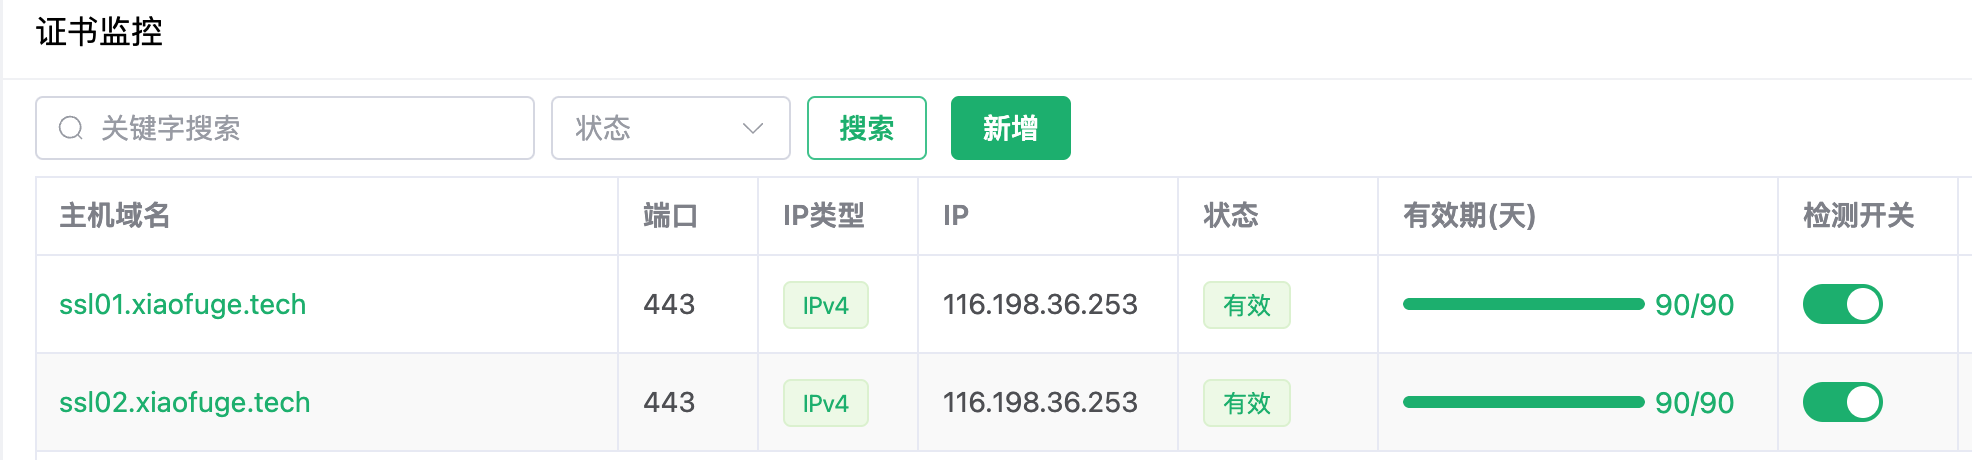 证书监控
关键字搜索 状态 搜索 新增
主机域名 端口 IP类型 IP 状态 有效期(天) 检测开关
ssl01.xiaofuge.tech 443 IPv4 116.198.36.253 有效 90/90
ssl02.xiaofuge.tech 443 IPv4 116.198.36.253 有效 90/90